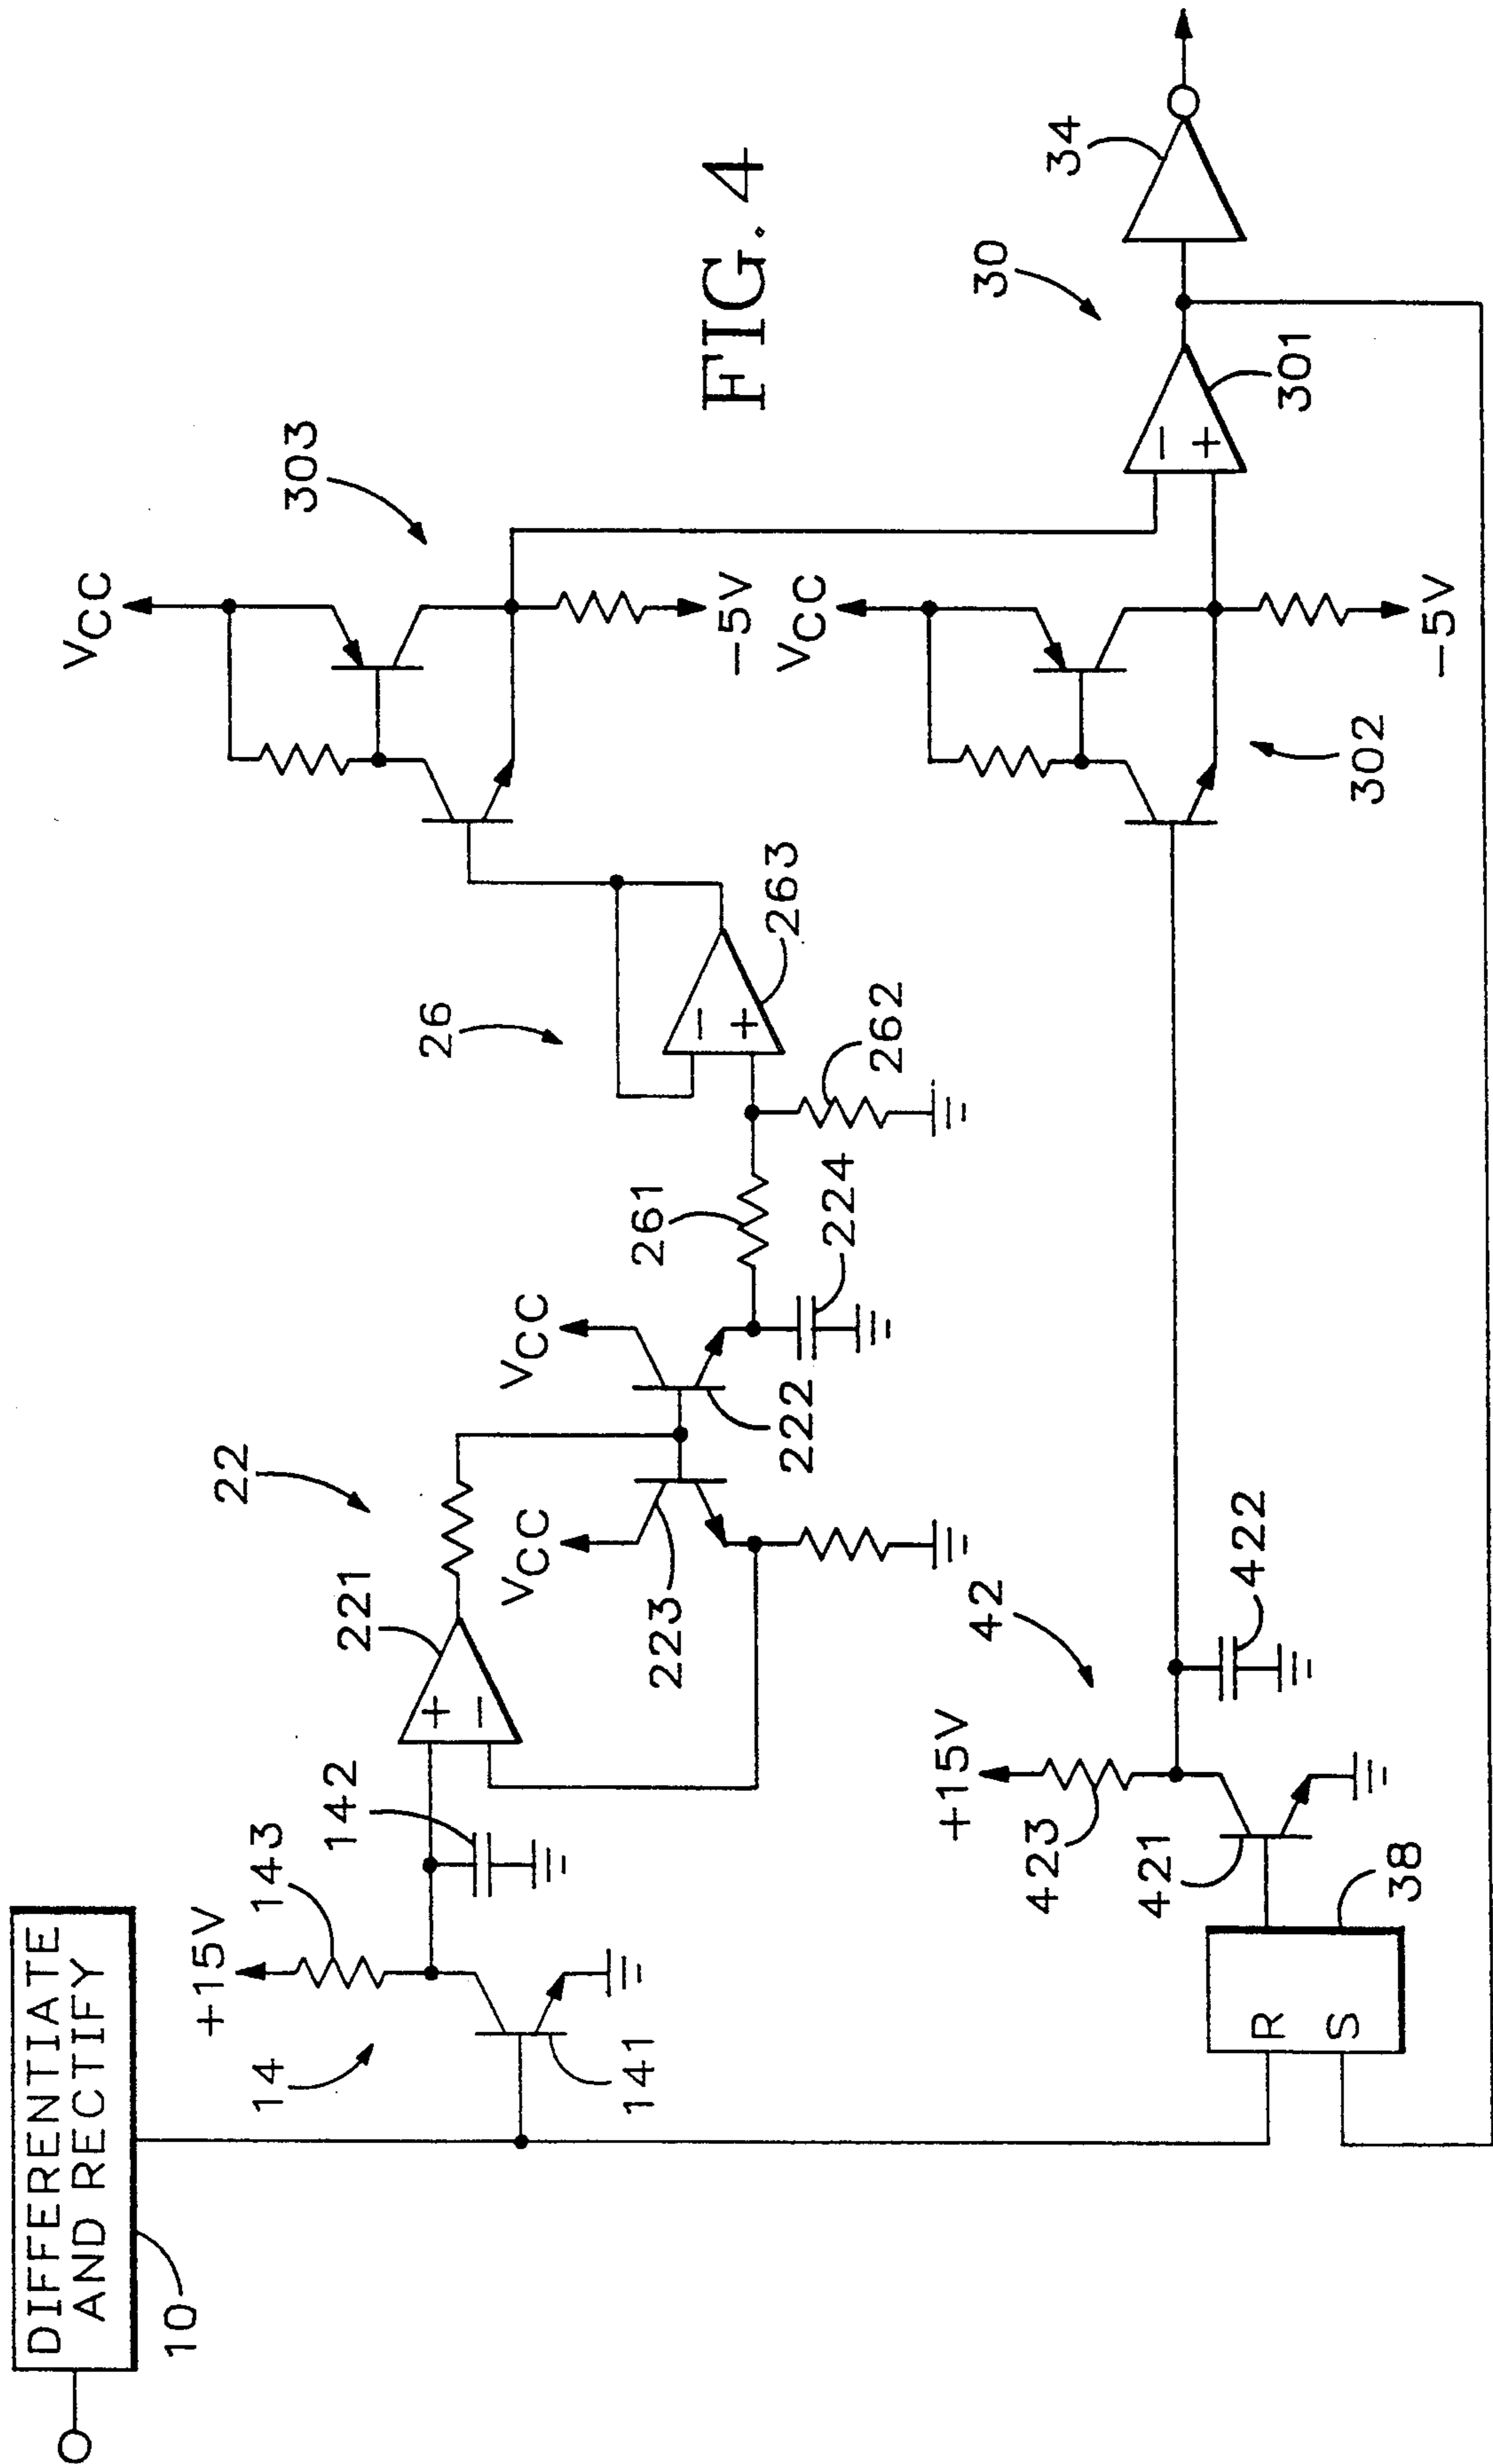 DIFFERENTIATE
AND RECTIFY
10
+15V
143
14
141
142
221
22
+
−
VCC
223
VCC
222
224
261
26
−
+
263
262
VCC
303
−5V
FIG. 4
+15V
42
423
421
422
R
S
38
VCC
302
−5V
−
+
301
30
34